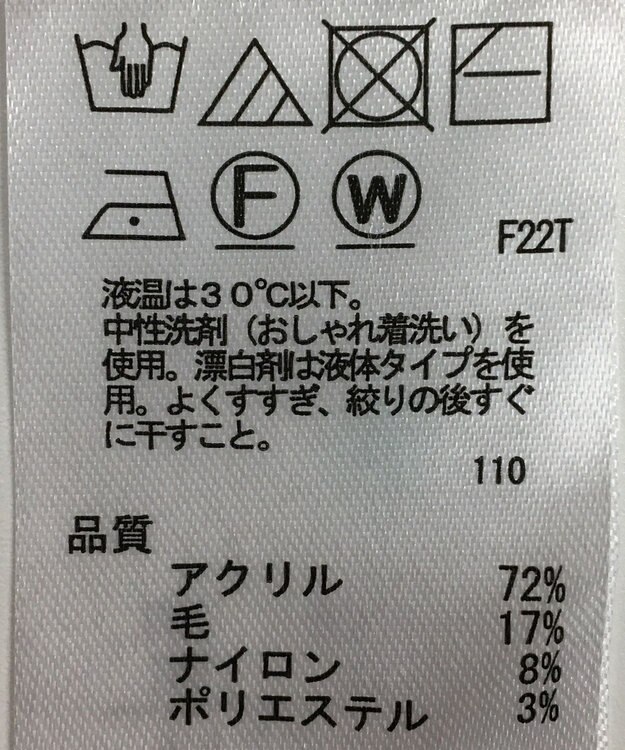 F W F22T
液温は30℃以下。
中性洗剤（おしゃれ着洗い）を
使用。漂白剤は液体タイプを使
用。よくすすぎ、絞りの後すぐ
に干すこと。
110
品質
アクリル 72%
毛 17%
ナイロン 8%
ポリエステル 3%